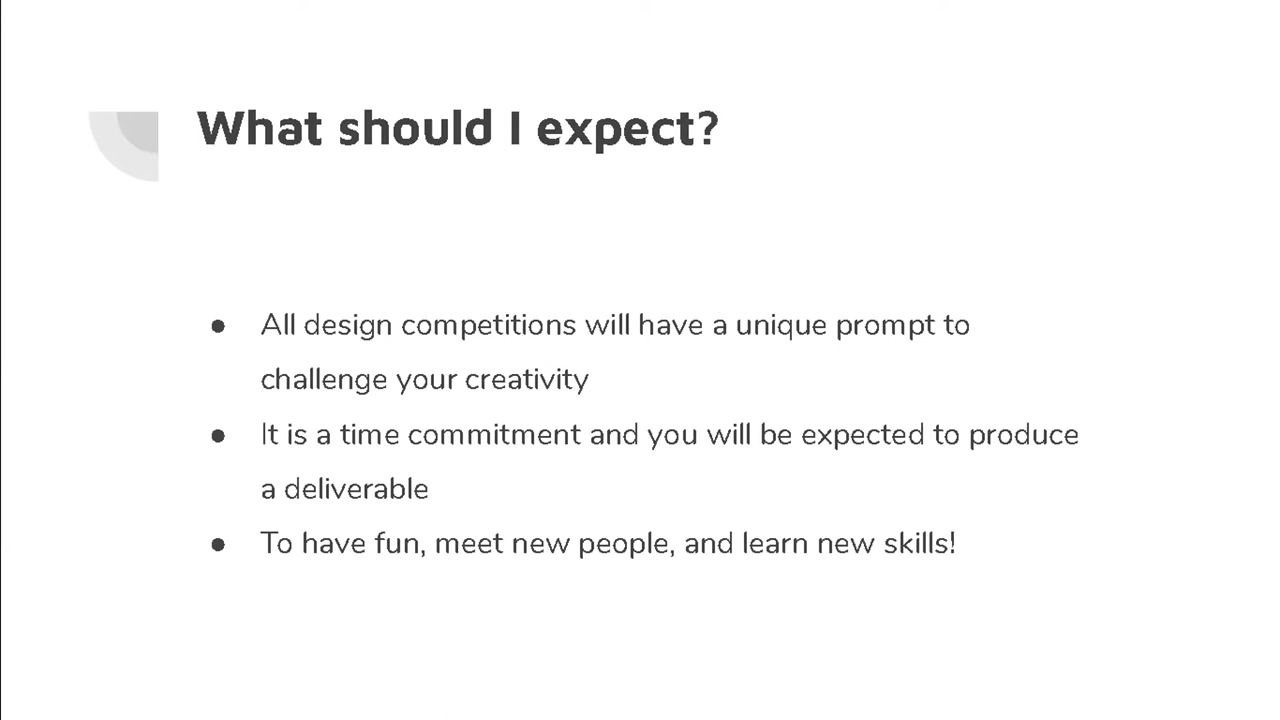 What should I expect?
● All design competitions will have a unique prompt to
challenge your creativity
● It is a time commitment and you will be expected to produce
a deliverable
● To have fun, meet new people, and learn new skills!